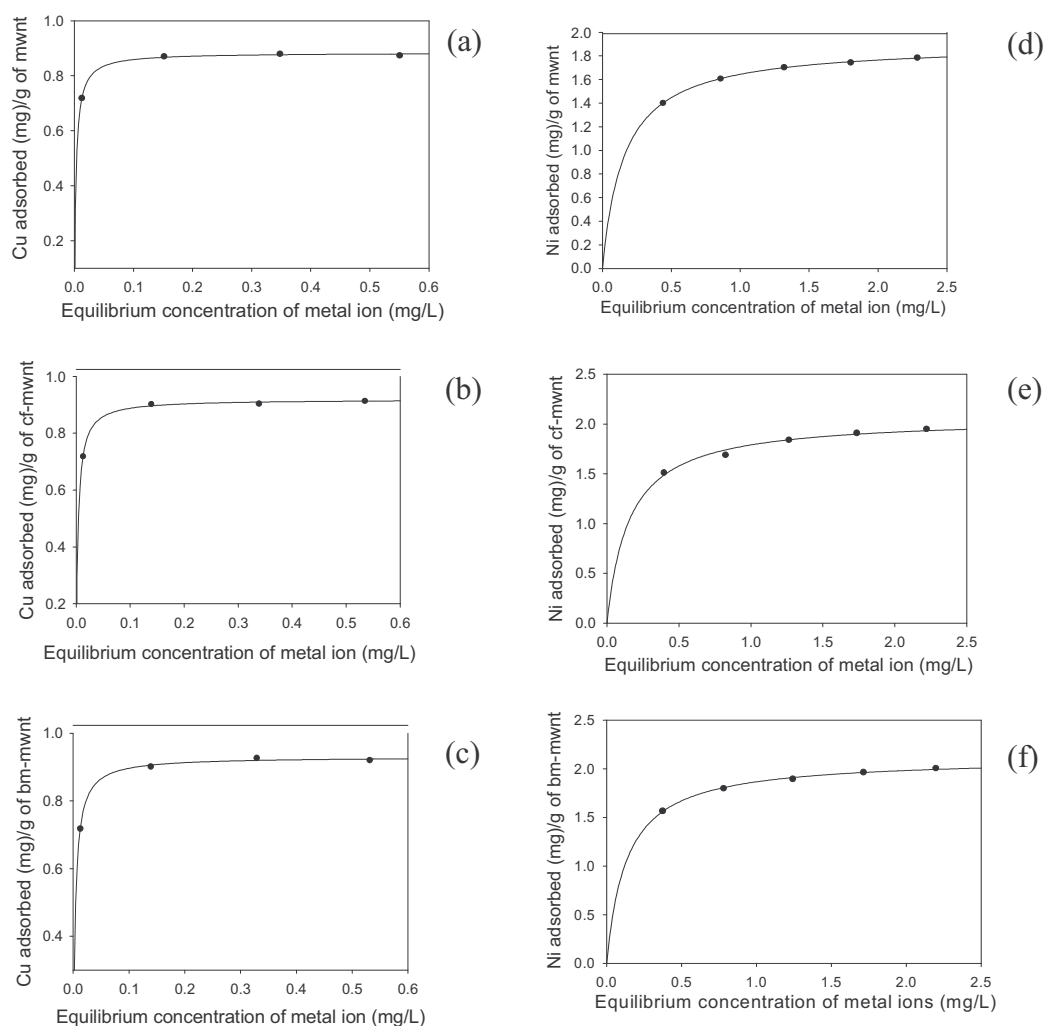 (a)
Cu adsorbed (mg)/g of mwnt
1.0
0.8
0.6
0.4
0.2
0.0 0.1 0.2 0.3 0.4 0.5 0.6
Equilibrium concentration of metal ion (mg/L)
(d)
Ni adsorbed (mg)/g of mwnt
2.0
1.8
1.6
1.4
1.2
1.0
0.8
0.6
0.4
0.2
0.0
0.0 0.5 1.0 1.5 2.0 2.5
Equilibrium concentration of metal ion (mg/L)
(b)
Cu adsorbed (mg)/g of cf-mwnt
1.0
0.8
0.6
0.4
0.2
0.0 0.1 0.2 0.3 0.4 0.5 0.6
Equilibrium concentration of metal ion (mg/L)
(e)
Ni adsorbed (mg)/g of cf-mwnt
2.5
2.0
1.5
1.0
0.5
0.0
0.0 0.5 1.0 1.5 2.0 2.5
Equilibrium concentration of metal ion (mg/L)
(c)
Cu adsorbed (mg)/g of bm-mwnt
1.0
0.8
0.6
0.4
0.0 0.1 0.2 0.3 0.4 0.5 0.6
Equilibrium concentration of metal ion (mg/L)
(f)
Ni adsorbed (mg)/g of bm-mwnt
2.5
2.0
1.5
1.0
0.5
0.0
0.0 0.5 1.0 1.5 2.0 2.5
Equilibrium concentration of metal ions (mg/L)